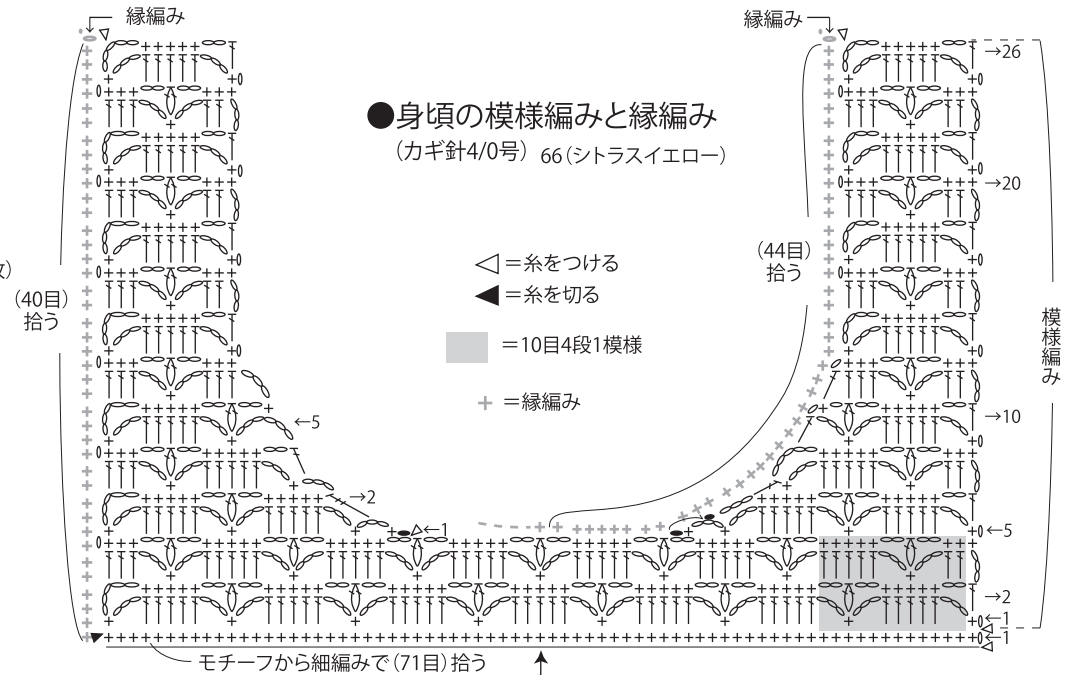 縁編み
縁編み
→26
●身頃の模様編みと縁編み
(カギ針4/0号) 66(シトラスイエロー)
→20
(44目)
拾う
(40目)
拾う
=糸をつける
=糸を切る
=10目4段1模様
=縁編み
模様編み
←5
→10
→2
←1
←5
→2
←1
←1
モチーフから細編みで(71目)拾う